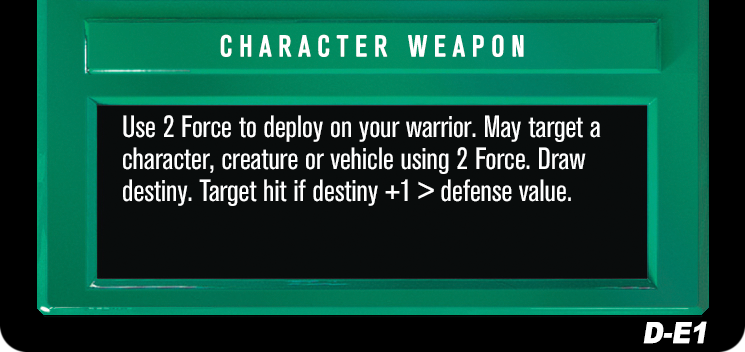 CHARACTER WEAPON
Use 2 Force to deploy on your warrior. May target a
character, creature or vehicle using 2 Force. Draw
destiny. Target hit if destiny +1 > defense value.
D-E1